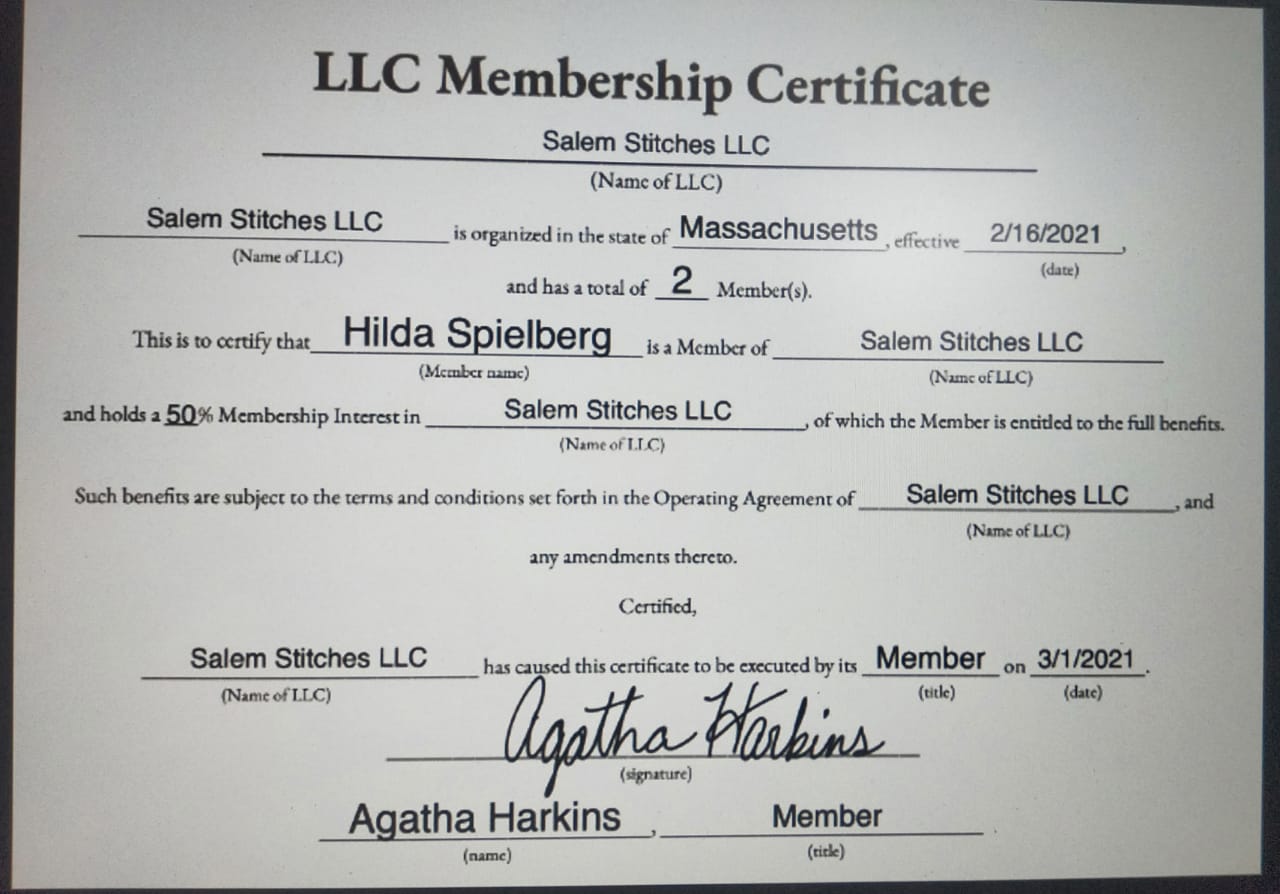 LLC Membership Certificate
Salem Stitches LLC
(Name of LLC)
Salem Stitches LLC is organized in the state of Massachusetts, effective 2/16/2021,
(Name of LLC) (date)
and has a total of 2 Member(s).
This is to certify that Hilda Spielberg is a Member of Salem Stitches LLC
(Member name) (Name of LLC)
and holds a 50% Membership Interest in Salem Stitches LLC, of which the Member is entitled to the full benefits.
(Name of LLC)
Such benefits are subject to the terms and conditions set forth in the Operating Agreement of Salem Stitches LLC, and
(Name of LLC)
any amendments thereto.
Certified,
Salem Stitches LLC has caused this certificate to be executed by its Member on 3/1/2021.
(Name of LLC) (title) (date)
Agatha Harkins
(signature)
Agatha Harkins, Member
(name) (title)